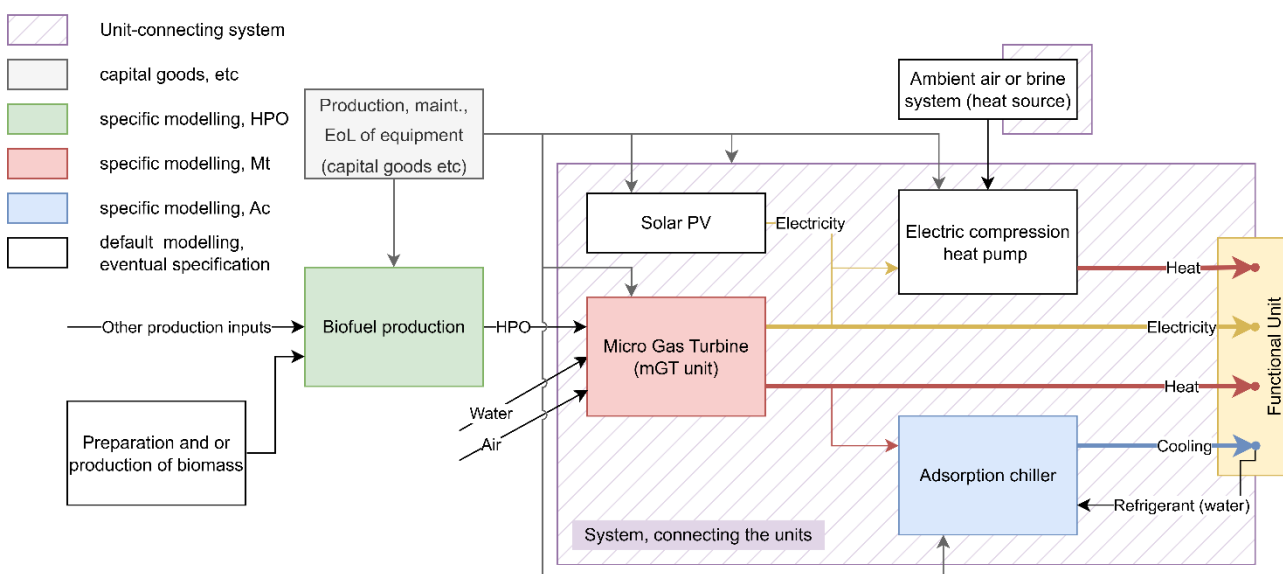 Unit-connecting system
capital goods, etc
specific modelling, HPO
specific modelling, Mt
specific modelling, Ac
default modelling,
eventual specification
Production, maint.,
EoL of equipment
(capital goods etc)
Ambient air or brine
system (heat source)
Solar PV
Electricity
Electric compression
heat pump
Heat
Other production inputs
Biofuel production
HPO
Micro Gas Turbine
(mGT unit)
Electricity
Heat
Functional Unit
Water
Air
Preparation and or
production of biomass
Adsorption chiller
Cooling
Refrigerant (water)
System, connecting the units